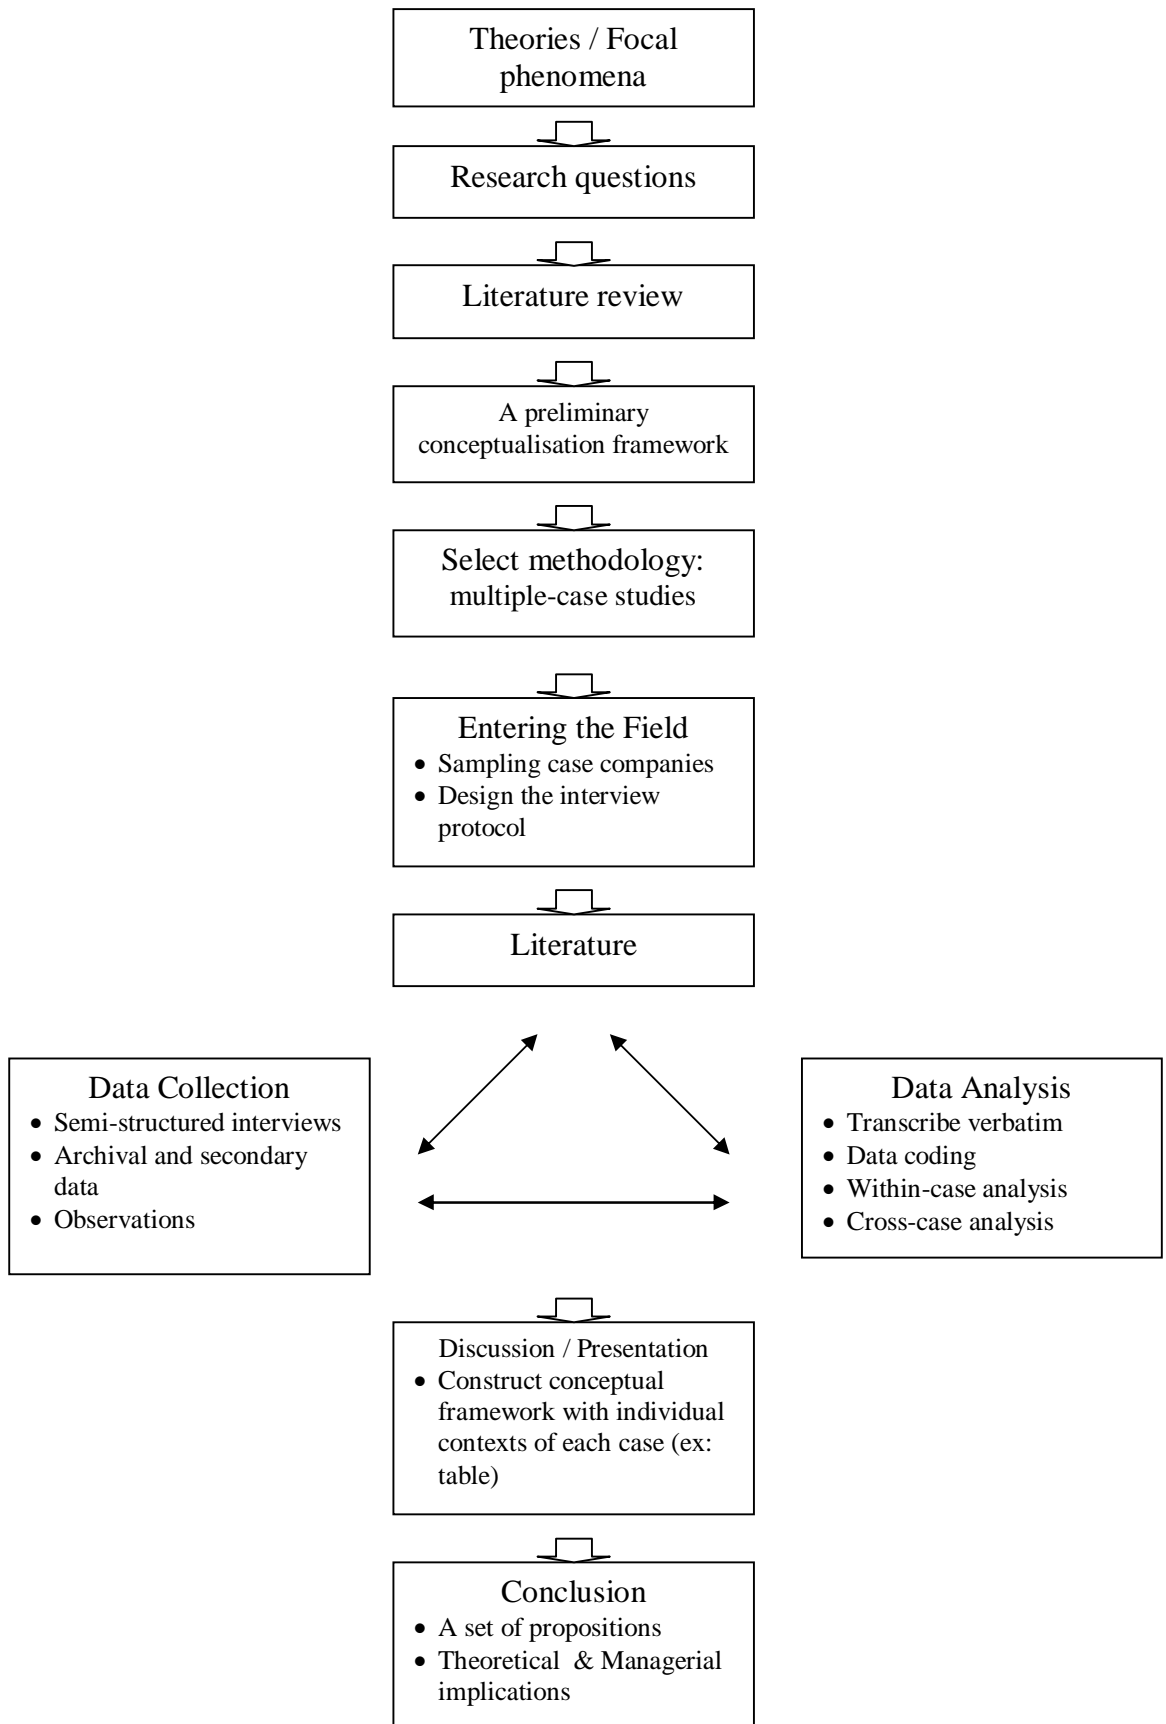 Theories / Focal
phenomena
Research questions
Literature review
A preliminary
conceptualisation framework
Select methodology:
multiple-case studies
Entering the Field
• Sampling case companies
• Design the interview
protocol
Literature
Data Collection
• Semi-structured interviews
• Archival and secondary
data
• Observations
Data Analysis
• Transcribe verbatim
• Data coding
• Within-case analysis
• Cross-case analysis
Discussion / Presentation
• Construct conceptual
framework with individual
contexts of each case (ex:
table)
Conclusion
• A set of propositions
• Theoretical & Managerial
implications